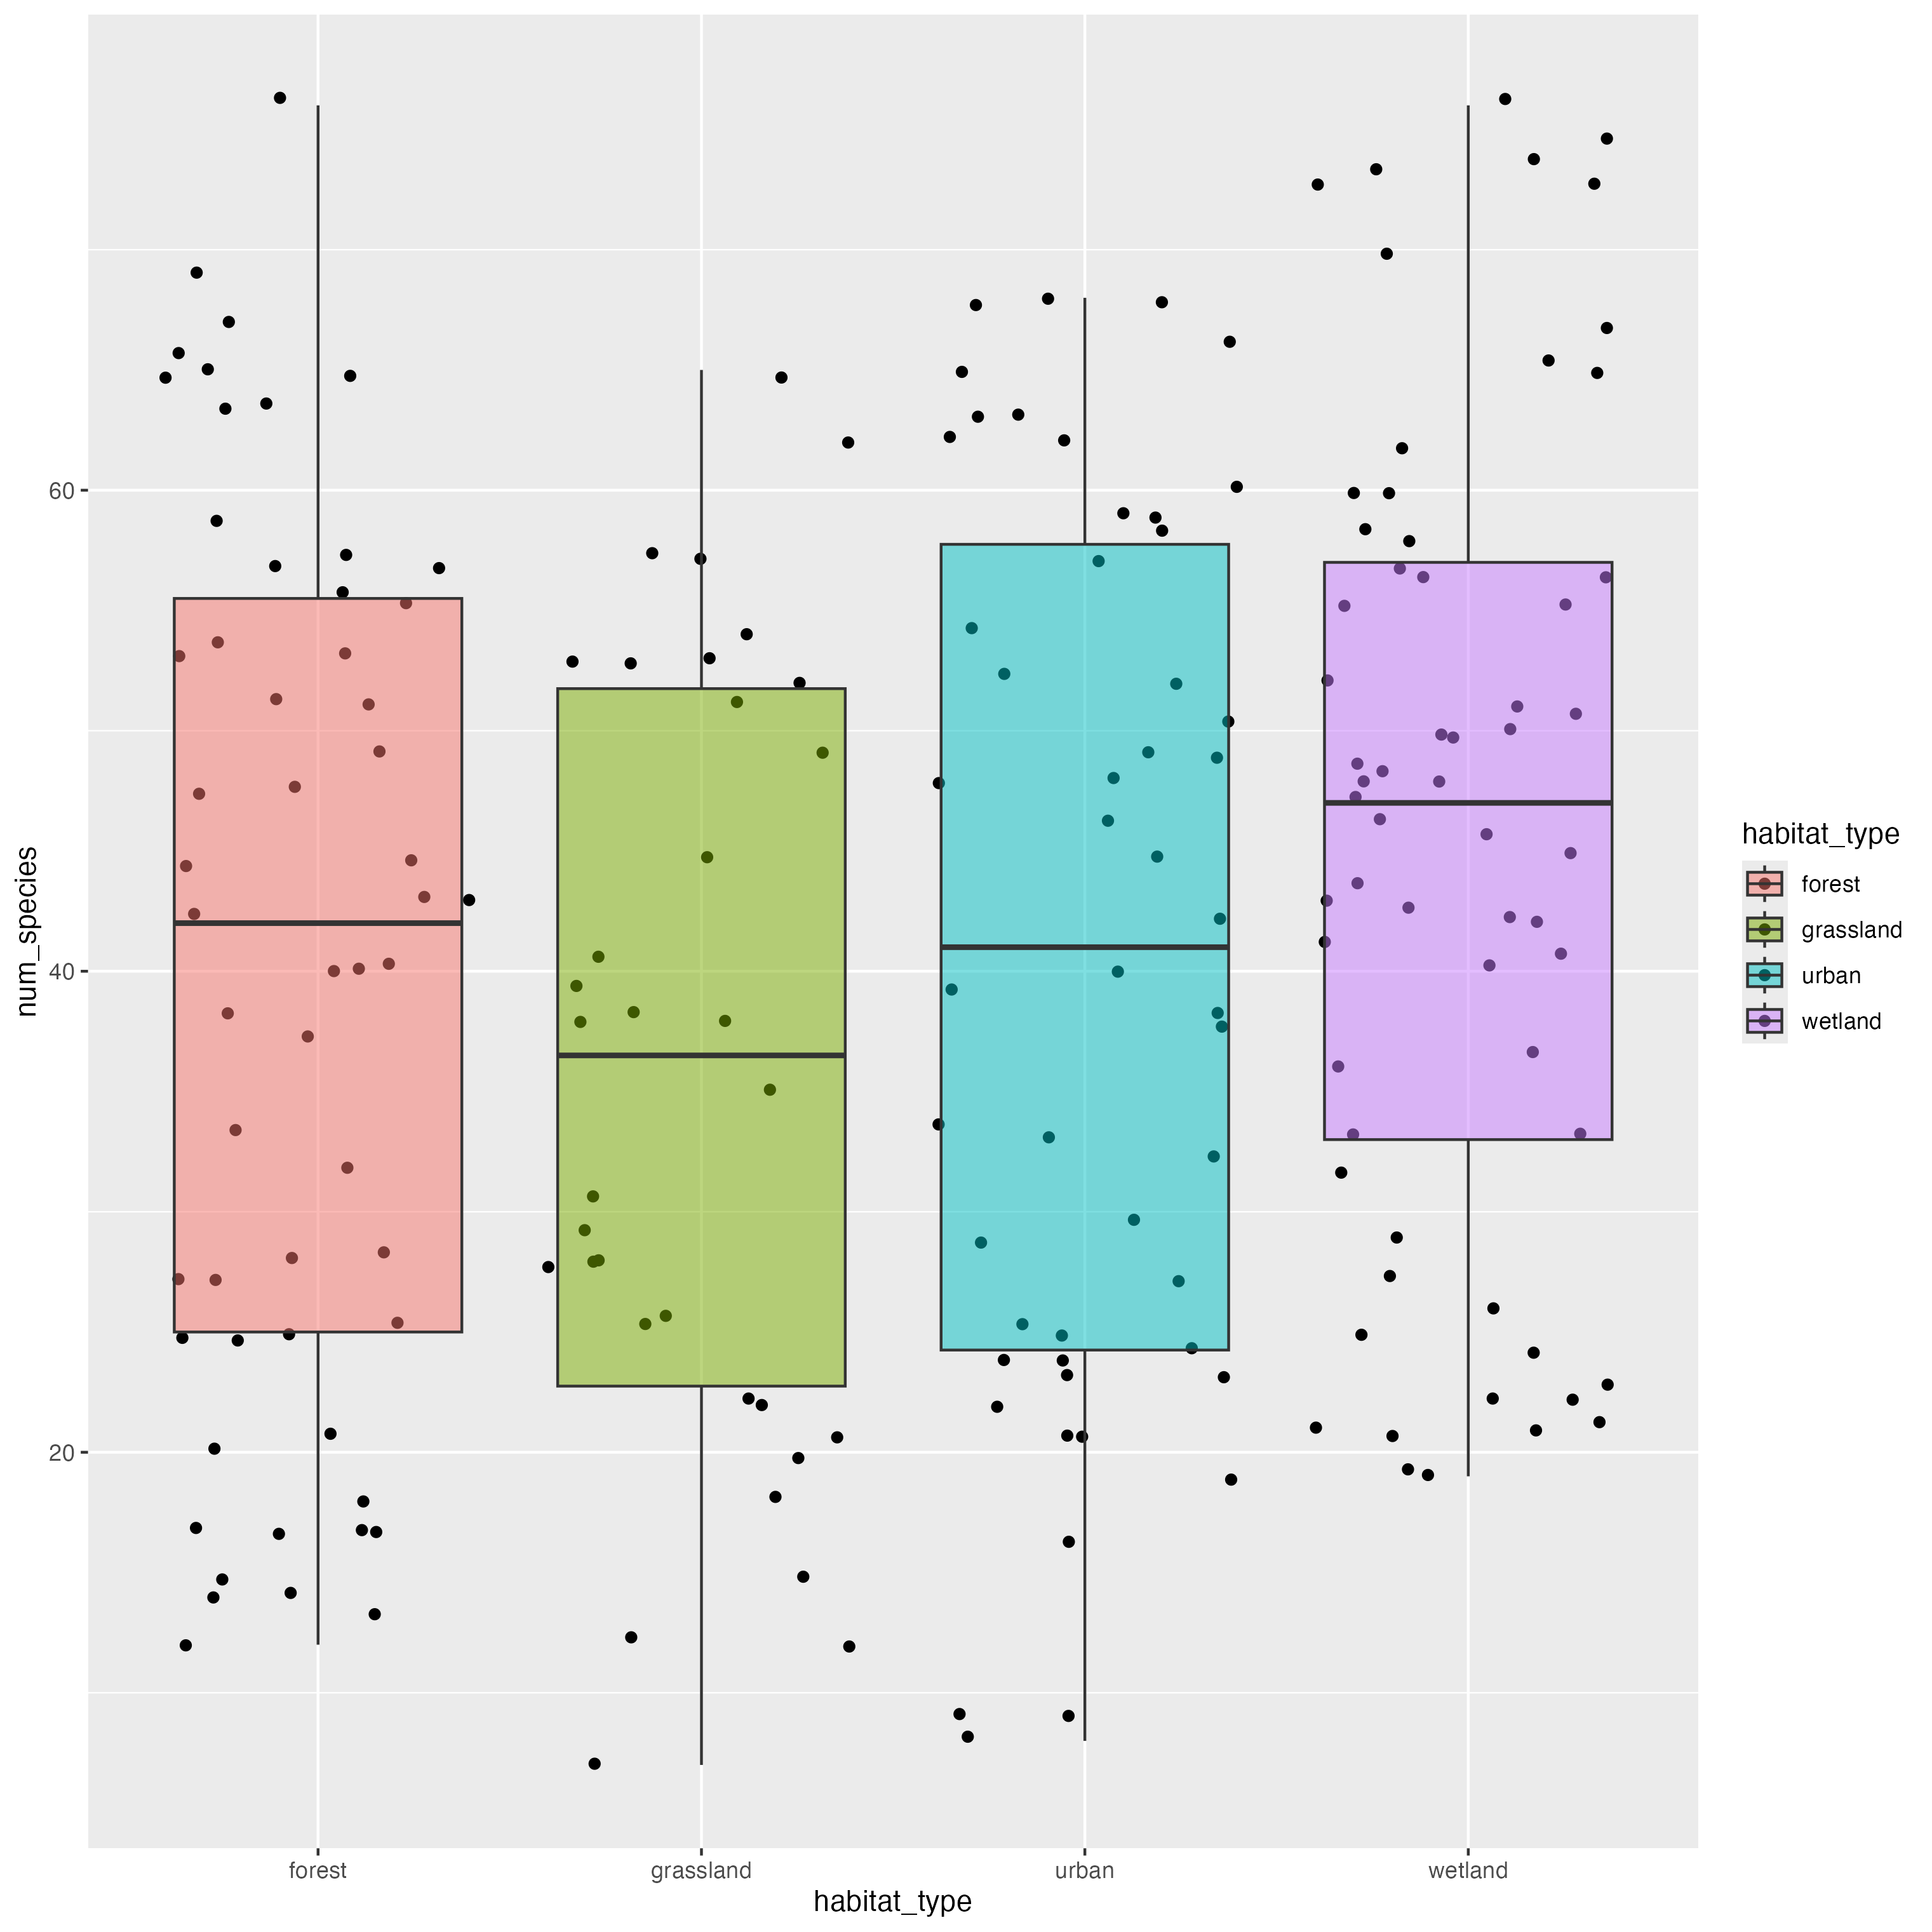 num_species
60
40
20
forest
grassland
urban
wetland
habitat_type
habitat_type
forest
grassland
urban
wetland